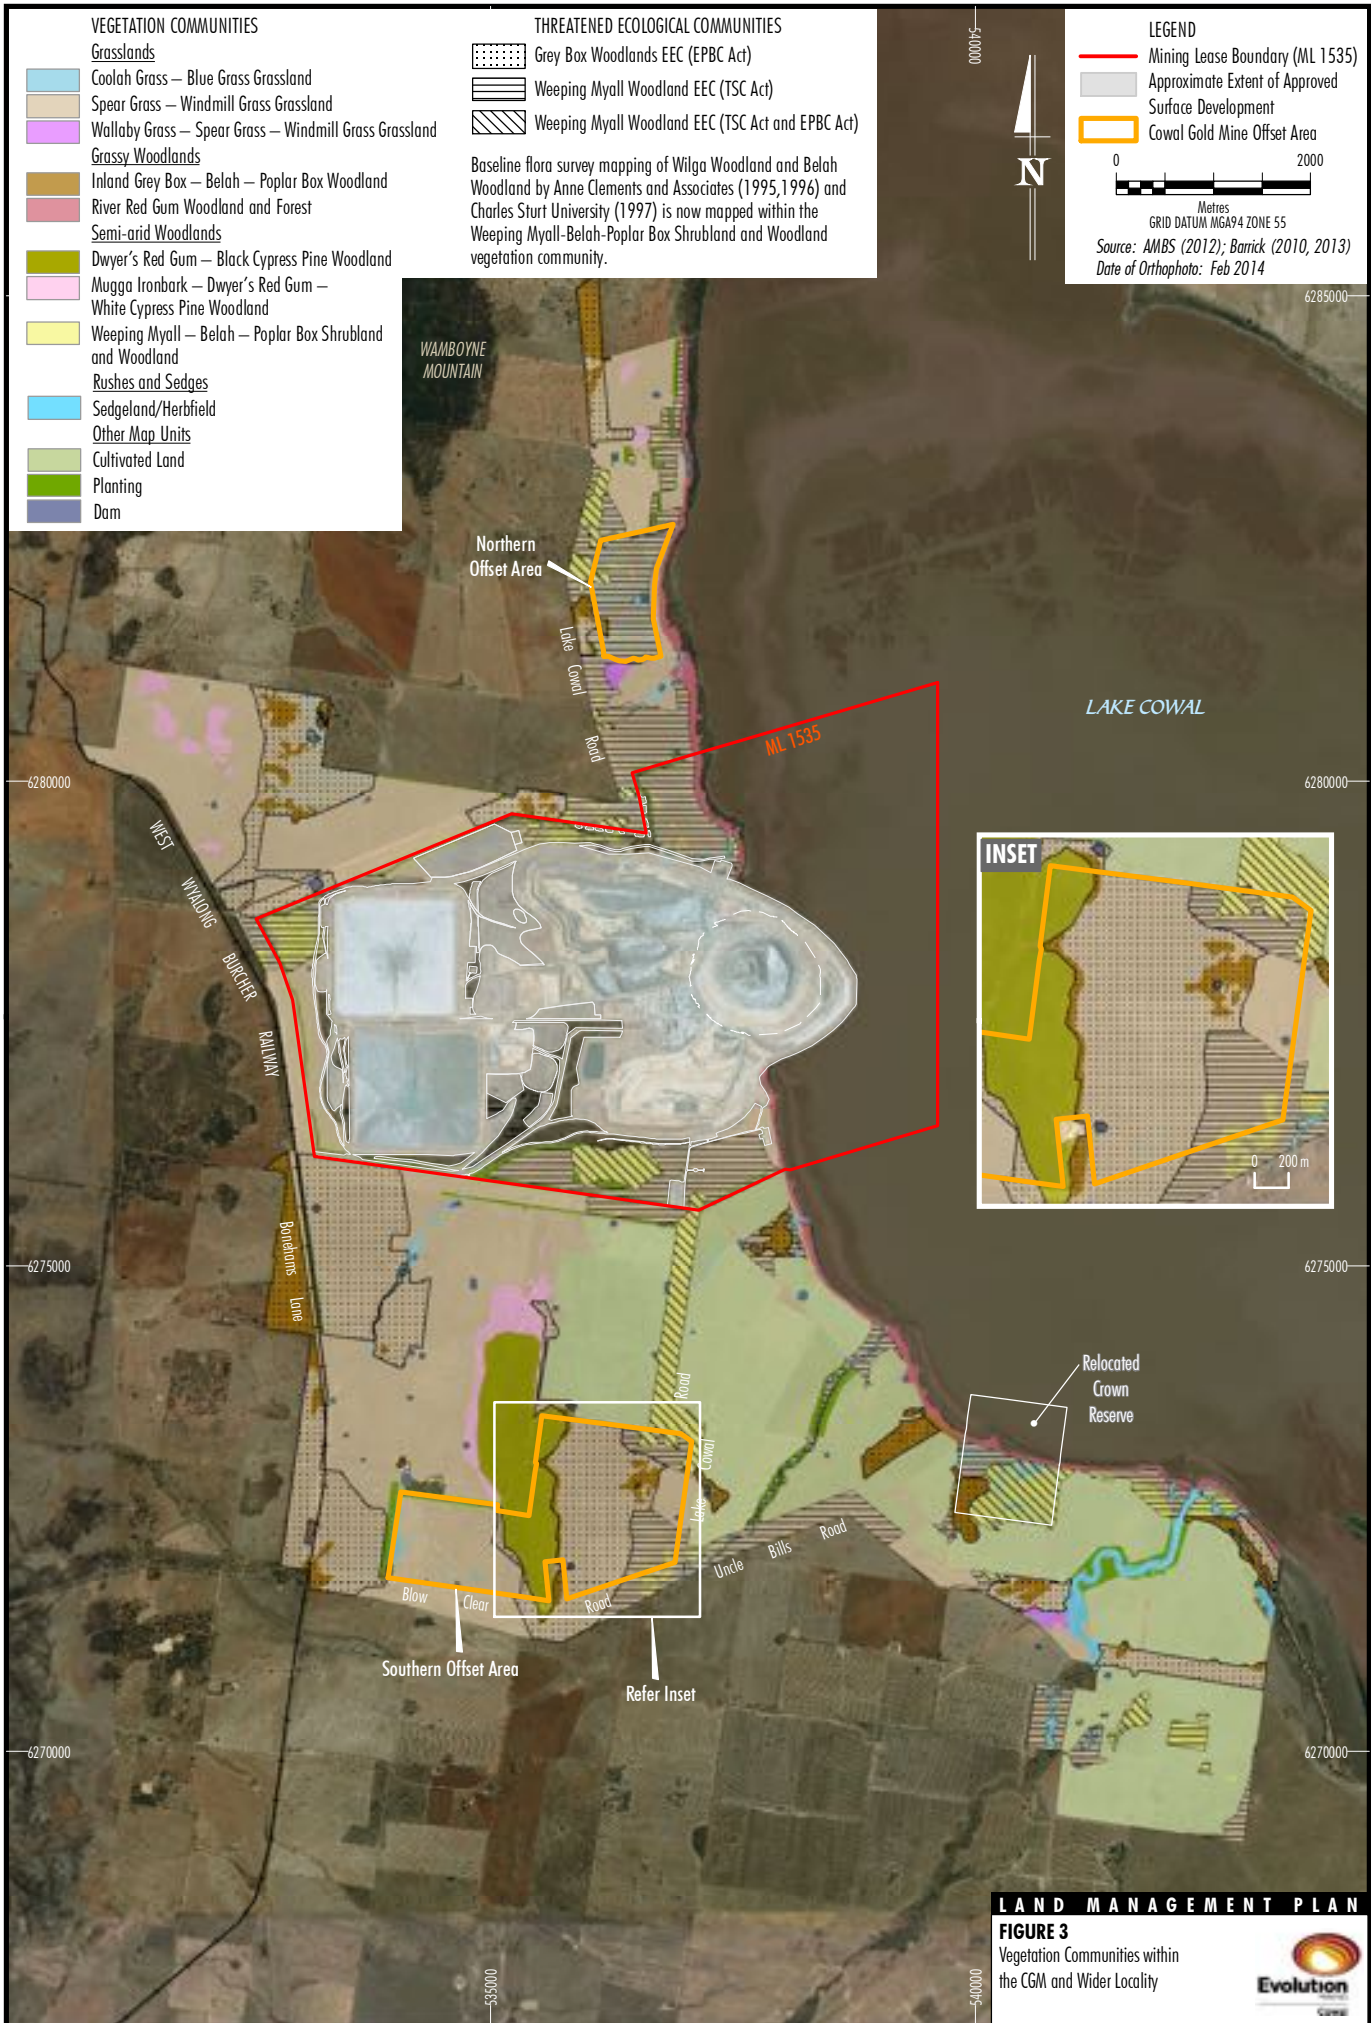 VEGETATION COMMUNITIES
Grasslands
Coolah Grass – Blue Grass Grassland
Spear Grass – Windmill Grass Grassland
Wallaby Grass – Spear Grass – Windmill Grass Grassland
Grassy Woodlands
Inland Grey Box – Belah – Poplar Box Woodland
River Red Gum Woodland and Forest
Semi-arid Woodlands
Dwyer's Red Gum – Black Cypress Pine Woodland
Mugga Ironbark – Dwyer's Red Gum –
White Cypress Pine Woodland
Weeping Myall – Belah – Poplar Box Shrubland
and Woodland
Rushes and Sedges
Sedgeland/Herbfield
Other Map Units
Cultivated Land
Planting
Dam
THREATENED ECOLOGICAL COMMUNITIES
Grey Box Woodlands EEC (EPBC Act)
Weeping Myall Woodland EEC (TSC Act)
Weeping Myall Woodland EEC (TSC Act and EPBC Act)
Baseline flora survey mapping of Wilga Woodland and Belah
Woodland by Anne Clements and Associates (1995,1996) and
Charles Sturt University (1997) is now mapped within the
Weeping Myall-Belah-Poplar Box Shrubland and Woodland
vegetation community.
540000
N
LEGEND
Mining Lease Boundary (ML 1535)
Approximate Extent of Approved
Surface Development
Cowal Gold Mine Offset Area
0 2000
Metres
GRID DATUM MGA94 ZONE 55
Source: AMBS (2012); Barrick (2010, 2013)
Date of Orthophoto: Feb 2014
6285000
WAMBOYNE
MOUNTAIN
Northern
Offset Area
Lake Cowal Road
LAKE COWAL
ML 1535
6280000
6280000
WEST WYALONG BURCHER RAILWAY
INSET
0 200 m
Bonehams Lane
6275000
6275000
Relocated
Crown
Reserve
Lake Cowal Road
Uncle Bills Road
Blow Clear Road
Southern Offset Area
Refer Inset
6270000
6270000
535000
540000
LAND MANAGEMENT PLAN
FIGURE 3
Vegetation Communities within
the CGM and Wider Locality
Evolution